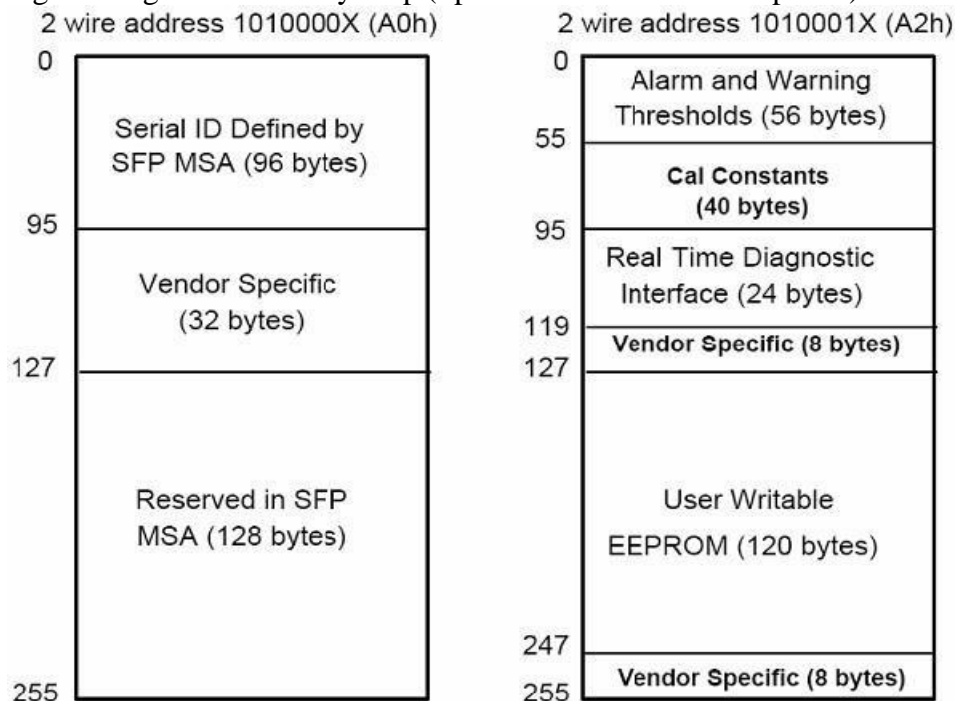 2 wire address 1010000X (A0h)
0
Serial ID Defined by
SFP MSA (96 bytes)
95
Vendor Specific
(32 bytes)
127
Reserved in SFP
MSA (128 bytes)
255
2 wire address 1010001X (A2h)
0
Alarm and Warning
Thresholds (56 bytes)
55
Cal Constants
(40 bytes)
95
Real Time Diagnostic
Interface (24 bytes)
119
Vendor Specific (8 bytes)
127
User Writable
EEPROM (120 bytes)
247
Vendor Specific (8 bytes)
255